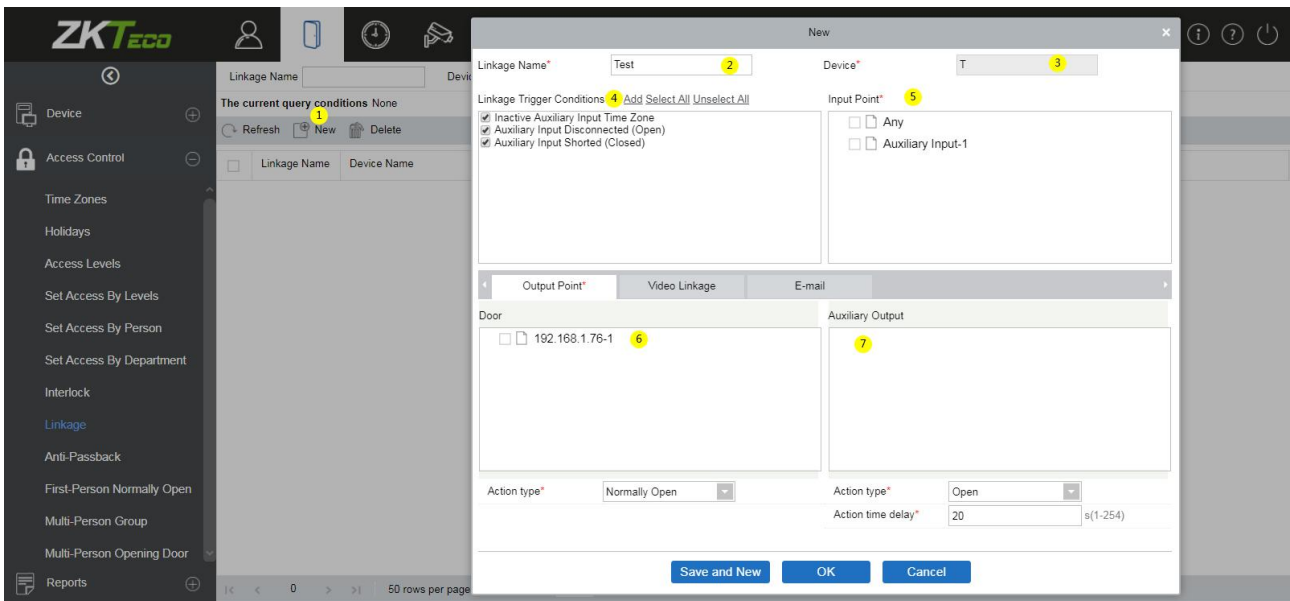 ZKTeco
New
Linkage Name
Devic
The current query conditions None
1
Refresh New Delete
Linkage Name Device Name
Device
Access Control
Time Zones
Holidays
Access Levels
Set Access By Levels
Set Access By Person
Set Access By Department
Interlock
Linkage
Anti-Passback
First-Person Normally Open
Multi-Person Group
Multi-Person Opening Door
Reports
0 50 rows per page
Linkage Name* Test 2 Device* T 3
Linkage Trigger Conditions 4 Add Select All Unselect All
Inactive Auxiliary Input Time Zone
Auxiliary Input Disconnected (Open)
Auxiliary Input Shorted (Closed)
Input Point* 5
Any
Auxiliary Input-1
Output Point* Video Linkage E-mail
Door
192.168.1.76-1 6
Auxiliary Output
7
Action type* Normally Open
Action type* Open
Action time delay* 20 s(1-254)
Save and New OK Cancel